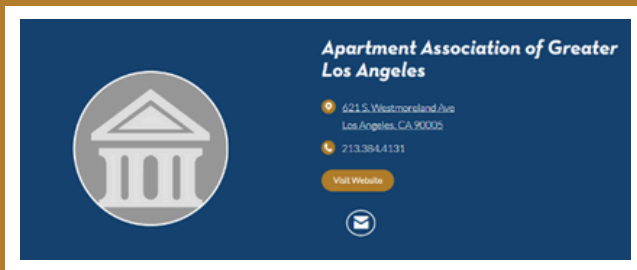 Apartment Association of Greater
Los Angeles
621 S. Westmoreland Ave
Los Angeles, CA 90005
213.384.4131
Visit Website